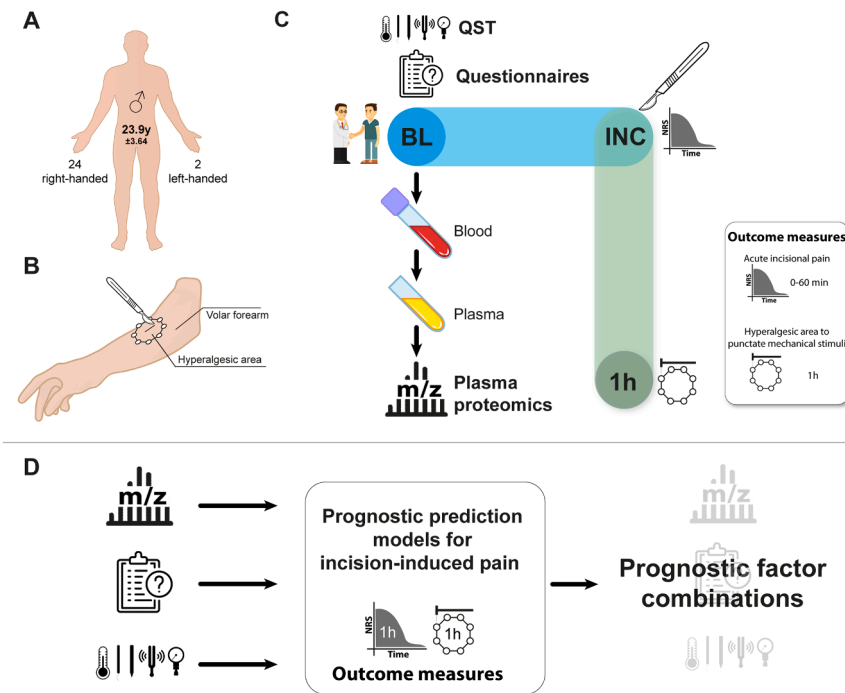 A
23.9y
±3.64
24
right-handed
2
left-handed
B
Volar forearm
Hyperalgesic area
C
QST
?
Questionnaires
BL
INC
NRS
Time
Blood
Plasma
m/z
Plasma
proteomics
1h
Outcome measures
Acute incisional pain
NRS
Time
0-60 min
Hyperalgesic area to
punctate mechanical stimuli
1h
D
m/z
?
Prognostic prediction
models for
incision-induced pain
NRS
1h
Time
1h
Outcome measures
m/z
?
Prognostic factor
combinations